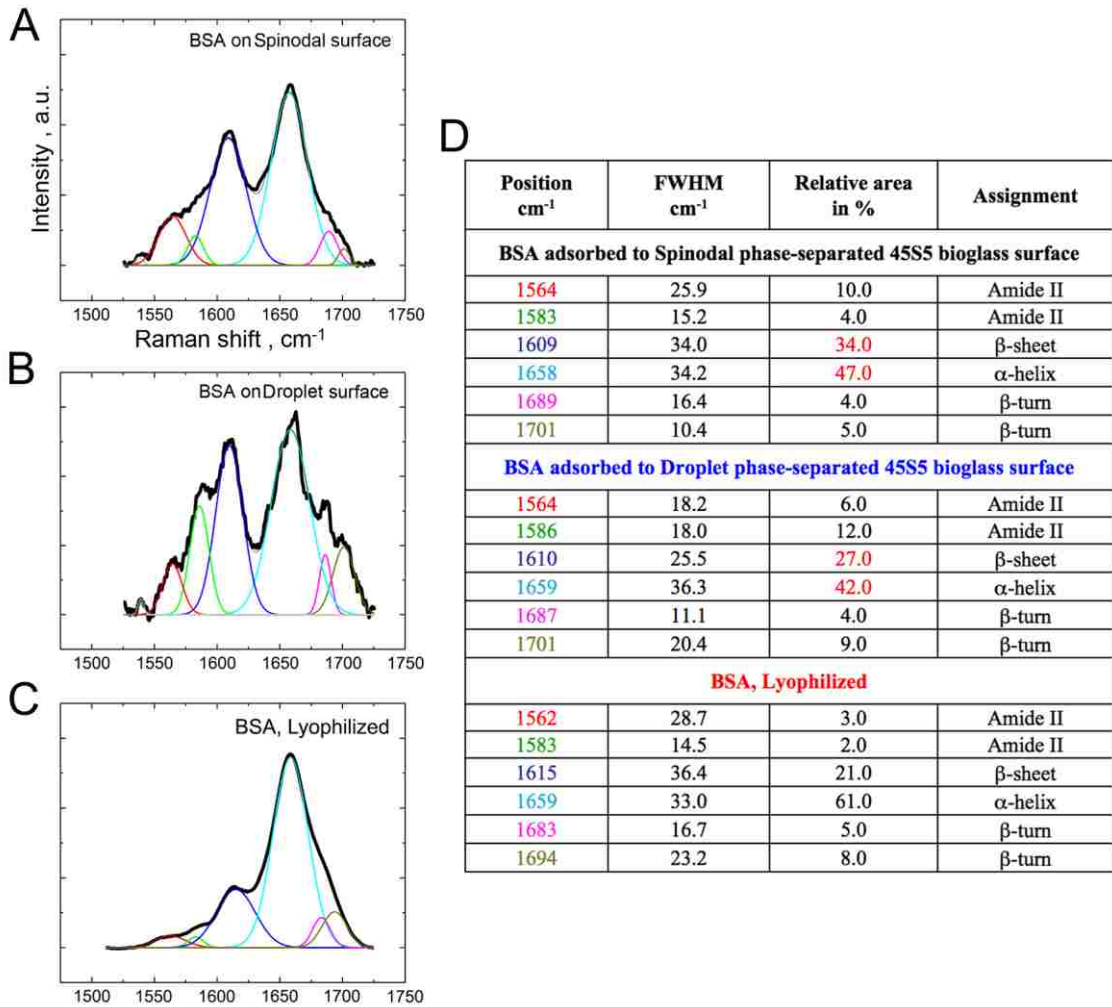 A
BSA on Spinodal surface
Intensity , a.u.
1500 1550 1600 1650 1700 1750
Raman shift , cm⁻¹
B
BSA on Droplet surface
1500 1550 1600 1650 1700 1750
C
BSA, Lyophilized
1500 1550 1600 1650 1700 1750
D
Position cm⁻¹ FWHM cm⁻¹ Relative area in % Assignment
BSA adsorbed to Spinodal phase-separated 45S5 bioglass surface
1564 25.9 10.0 Amide II
1583 15.2 4.0 Amide II
1609 34.0 34.0 β-sheet
1658 34.2 47.0 α-helix
1689 16.4 4.0 β-turn
1701 10.4 5.0 β-turn
BSA adsorbed to Droplet phase-separated 45S5 bioglass surface
1564 18.2 6.0 Amide II
1586 18.0 12.0 Amide II
1610 25.5 27.0 β-sheet
1659 36.3 42.0 α-helix
1687 11.1 4.0 β-turn
1701 20.4 9.0 β-turn
BSA, Lyophilized
1562 28.7 3.0 Amide II
1583 14.5 2.0 Amide II
1615 36.4 21.0 β-sheet
1659 33.0 61.0 α-helix
1683 16.7 5.0 β-turn
1694 23.2 8.0 β-turn